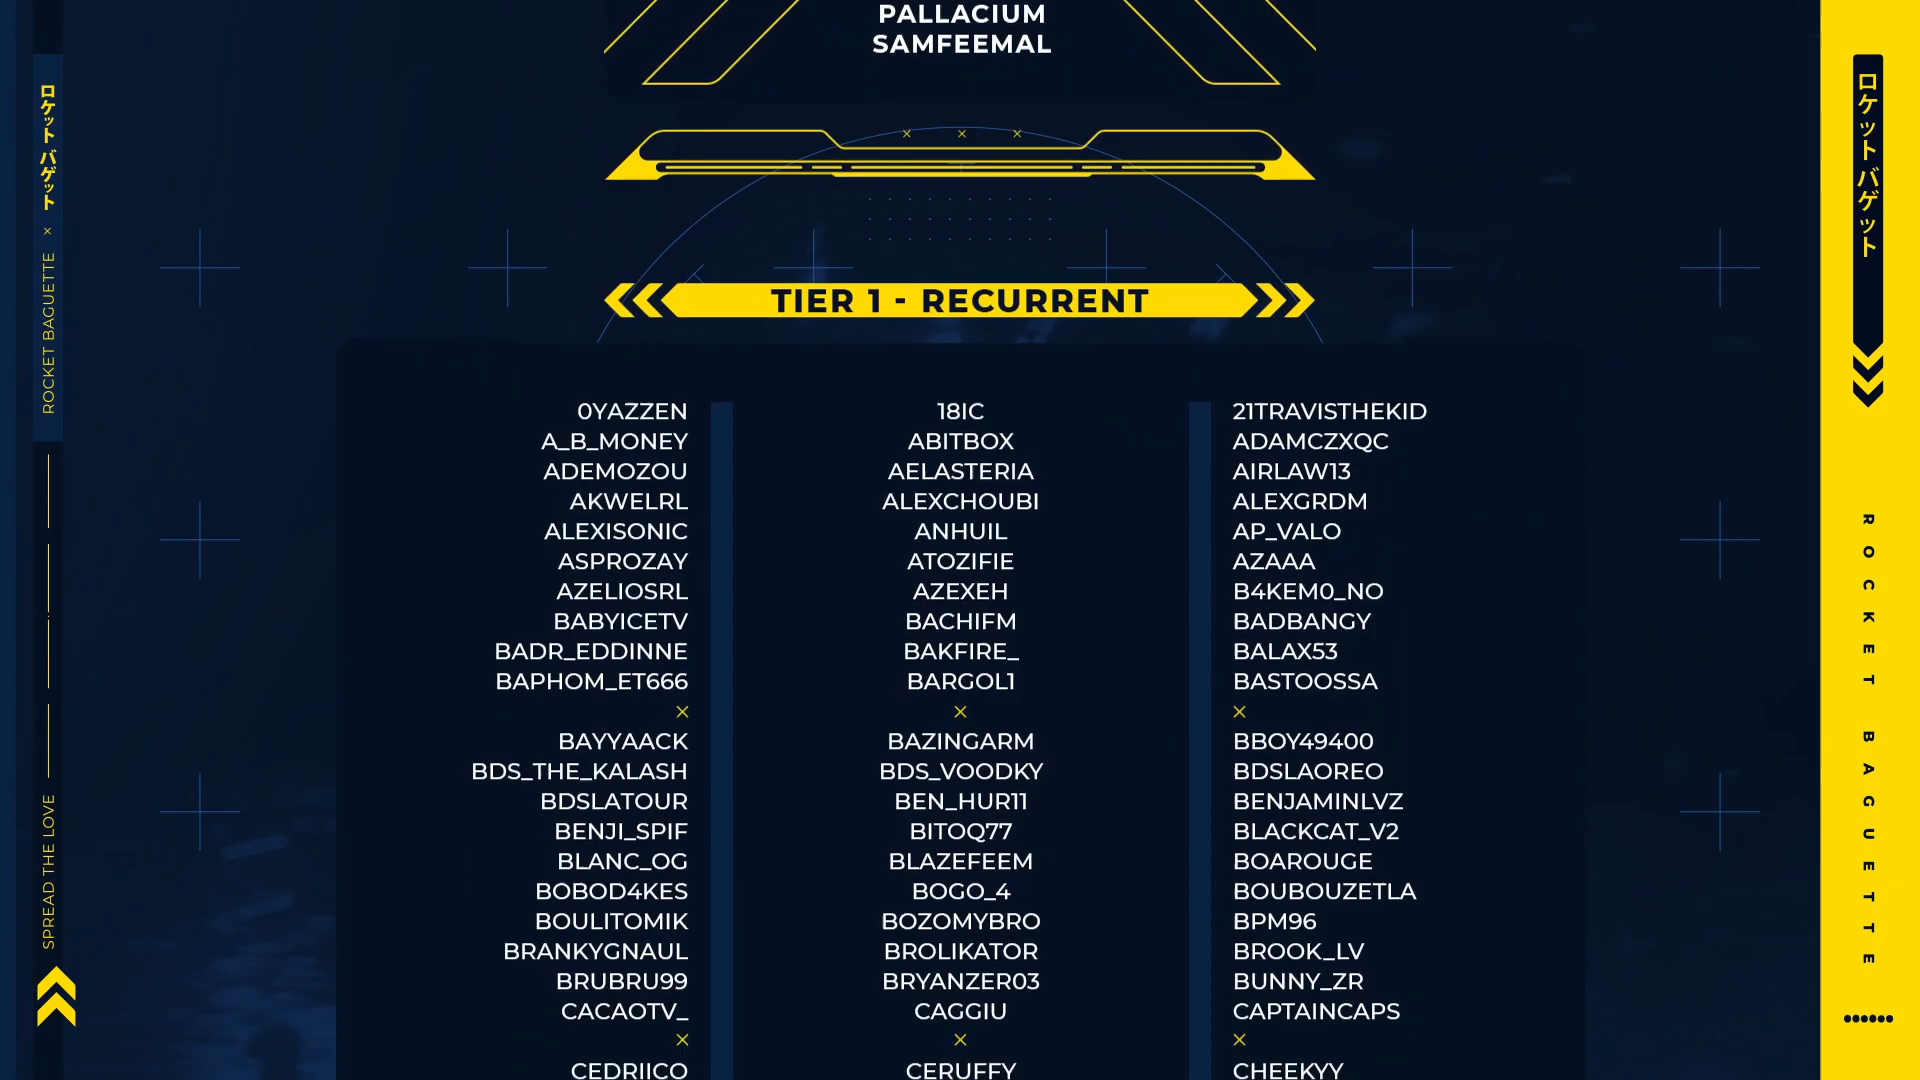 PALLACIUM
SAMFEEMAL
TIER 1 - RECURRENT
0YAZZEN 18IC 21TRAVISTHEKID
A_B_MONEY ABITBOX ADAMCZXQC
ADEMOZOU AELASTERIA AIRLAW13
AKWELRL ALEXCHOUBI ALEXGRDM
ALEXISONIC ANHUIL AP_VALO
ASPROZAY ATOZIFIE AZAAA
AZELIOSRL AZEXEH B4KEM0_NO
BABYICETV BACHIFM BADBANGY
BADR_EDDINNE BAKFIRE_ BALAX53
BAPHOM_ET666 BARGOL1 BASTOOSSA
× × ×
BAYYAACK BAZINGARM BBOY49400
BDS_THE_KALASH BDS_VOODKY BDSLAOREO
BDSLATOUR BEN_HUR11 BENJAMINLVZ
BENJI_SPIF BITOQ77 BLACKCAT_V2
BLANC_OG BLAZEFEEM BOAROUGE
BOBOD4KES BOGO_4 BOUBOUZETLA
BOULITOMIK BOZOMYBRO BPM96
BRANKYGNAUL BROLIKATOR BROOK_LV
BRUBRU99 BRYANZER03 BUNNY_ZR
CACAOTV_ CAGGIU CAPTAINCAPS
× × ×
CEDRIICO CERUFFY CHEEKYY
ロケット バゲット × ROCKET BAGUETTE
SPREAD THE LOVE
ロケット バゲット
ROCKET BAGUETTE